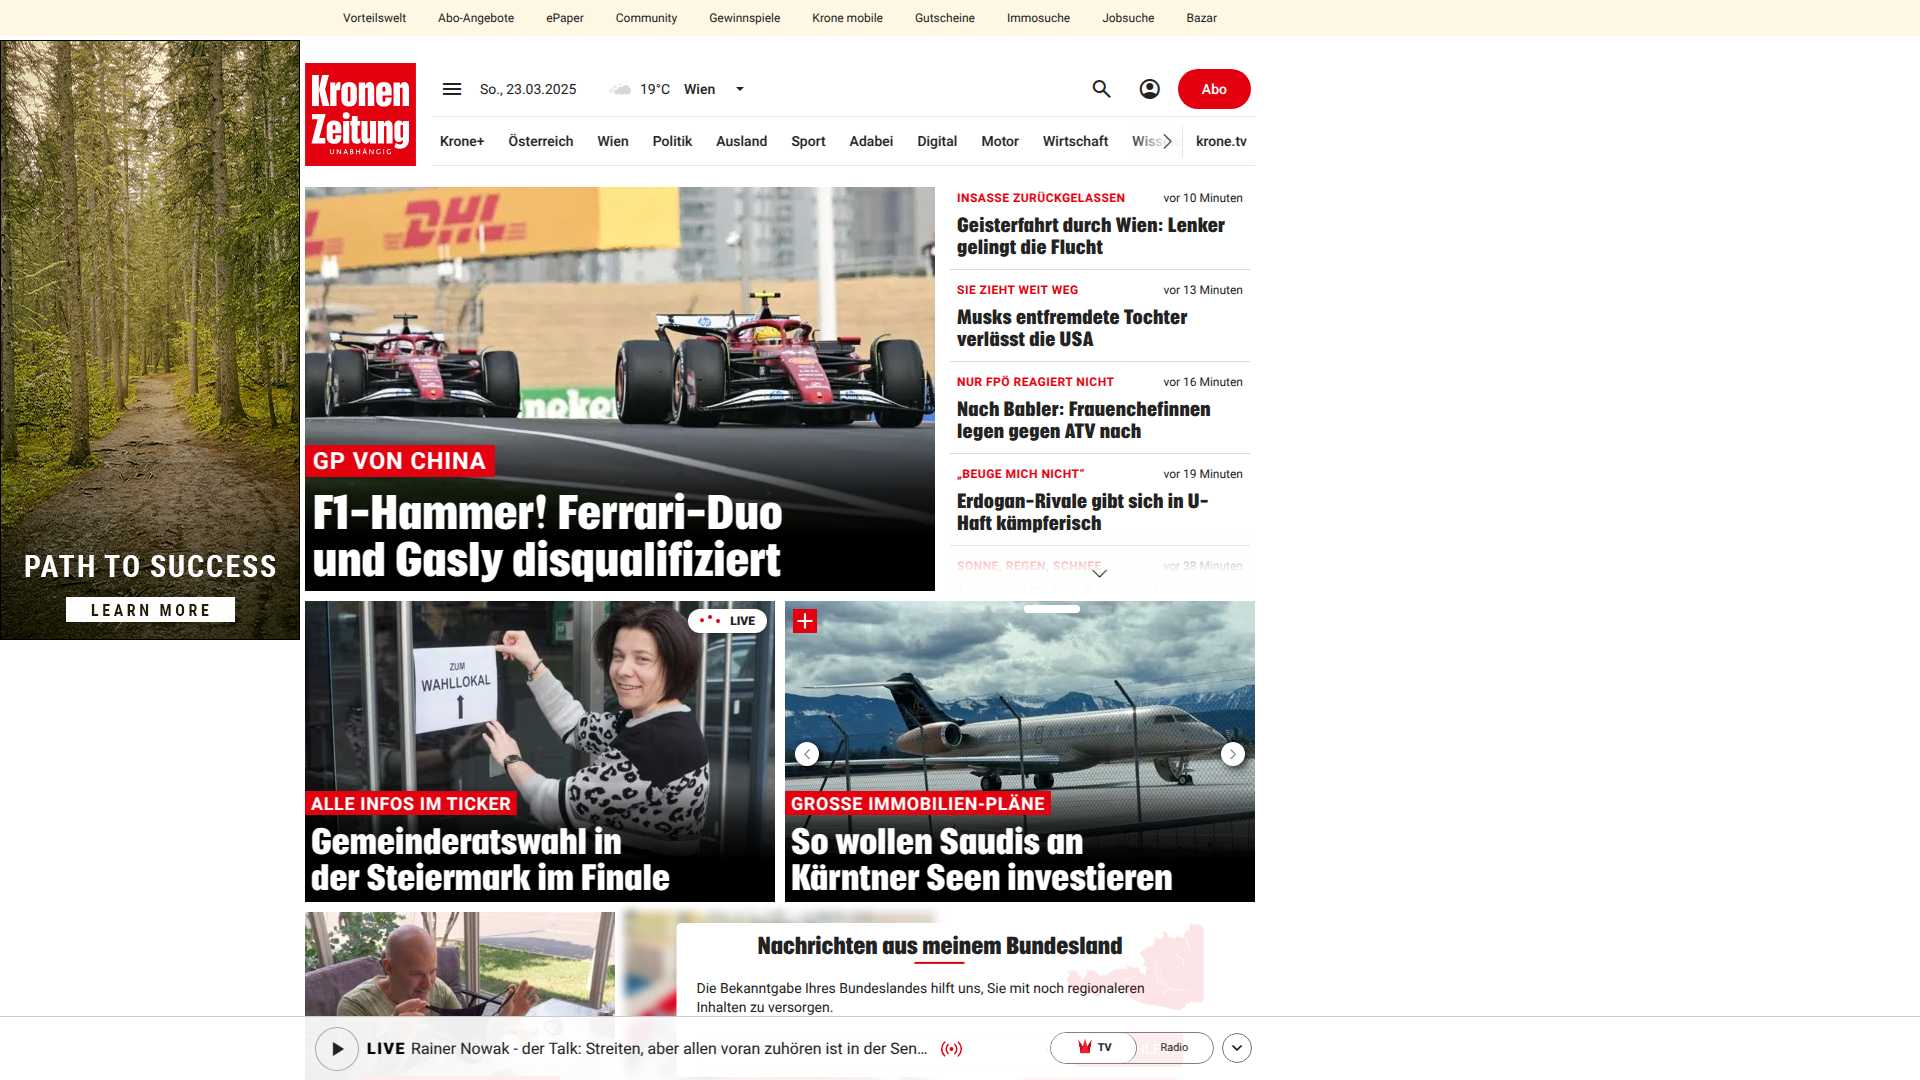 Vorteilswelt Abo-Angebote ePaper Community Gewinnspiele Krone mobile Gutscheine Immosuche Jobsuche Bazar
Kronen
Zeitung
UNABHÄNGIG
So., 23.03.2025 19°C Wien
Abo
Krone+ Österreich Wien Politik Ausland Sport Adabei Digital Motor Wirtschaft Wiss krone.tv
PATH TO SUCCESS
LEARN MORE
DHL
GP VON CHINA
F1-Hammer! Ferrari-Duo
und Gasly disqualifiziert
INSASSE ZURÜCKGELASSEN vor 10 Minuten
Geisterfahrt durch Wien: Lenker
gelingt die Flucht
SIE ZIEHT WEIT WEG vor 13 Minuten
Musks entfremdete Tochter
verlässt die USA
NUR FPÖ REAGIERT NICHT vor 16 Minuten
Nach Babler: Frauenchefinnen
legen gegen ATV nach
„BEUGE MICH NICHT“ vor 19 Minuten
Erdogan-Rivale gibt sich in U-
Haft kämpferisch
SONNE, REGEN, SCHNEE vor 38 Minuten
LIVE
ZUM
WAHLLOKAL
ALLE INFOS IM TICKER
Gemeinderatswahl in
der Steiermark im Finale
GROSSE IMMOBILIEN-PLÄNE
So wollen Saudis an
Kärntner Seen investieren
Nachrichten aus meinem Bundesland
Die Bekanntgabe Ihres Bundeslandes hilft uns, Sie mit noch regionaleren
Inhalten zu versorgen.
LIVE Rainer Nowak - der Talk: Streiten, aber allen voran zuhören ist in der Sen...
TV Radio